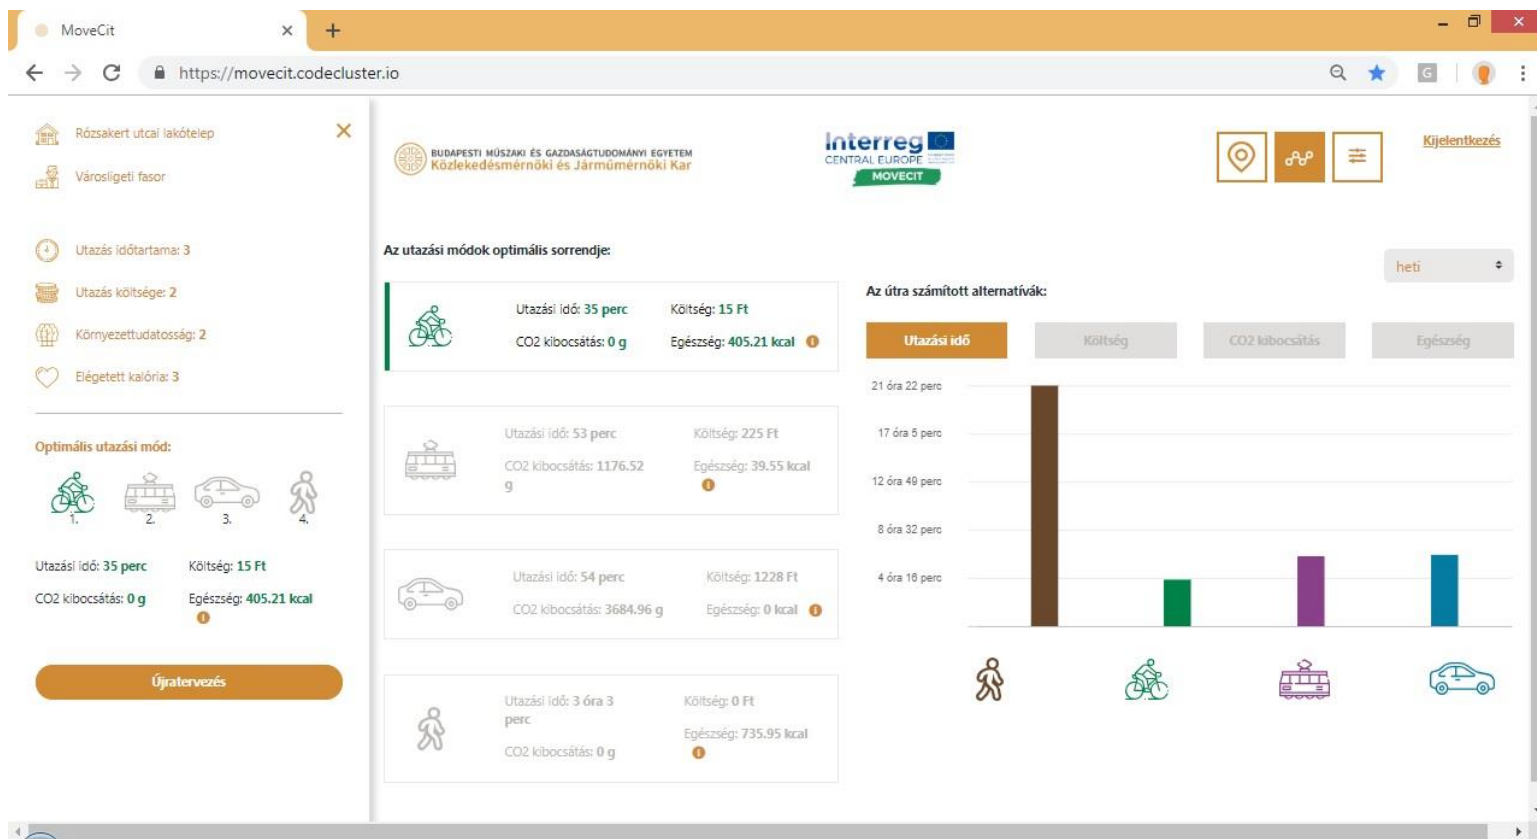 MoveCit
https://movecit.codecluster.io
G
Rózsakert utcai lakótelep
Városligeti fasor
Utazás időtartama: 3
Utazás költsége: 2
Környezettudatosság: 2
Elégetett kalória: 3
Optimális utazási mód:
1. 2. 3. 4.
Utazási idő: 35 perc Költség: 15 Ft
CO2 kibocsátás: 0 g Egészség: 405.21 kcal
Újratervezés
BUDAPESTI MŰSZAKI ÉS GAZDASÁGTUDOMÁNYI EGYETEM
Közlekedésmérnöki és Járműmérnöki Kar
Interreg
CENTRAL EUROPE
MOVECIT
Kijelentkezés
Az utazási módok optimális sorrendje:
Utazási idő: 35 perc Költség: 15 Ft
CO2 kibocsátás: 0 g Egészség: 405.21 kcal
Utazási idő: 53 perc Költség: 225 Ft
CO2 kibocsátás: 1176.52 Egészség: 39.55 kcal
g
Utazási idő: 54 perc Költség: 1228 Ft
CO2 kibocsátás: 3684.96 g Egészség: 0 kcal
Utazási idő: 3 óra 3 Költség: 0 Ft
perc
Egészség: 735.95 kcal
CO2 kibocsátás: 0 g
heti
Az útra számított alternatívák:
Utazási idő Költség CO2 kibocsátás Egészség
21 óra 22 perc
17 óra 5 perc
12 óra 49 perc
8 óra 32 perc
4 óra 16 perc